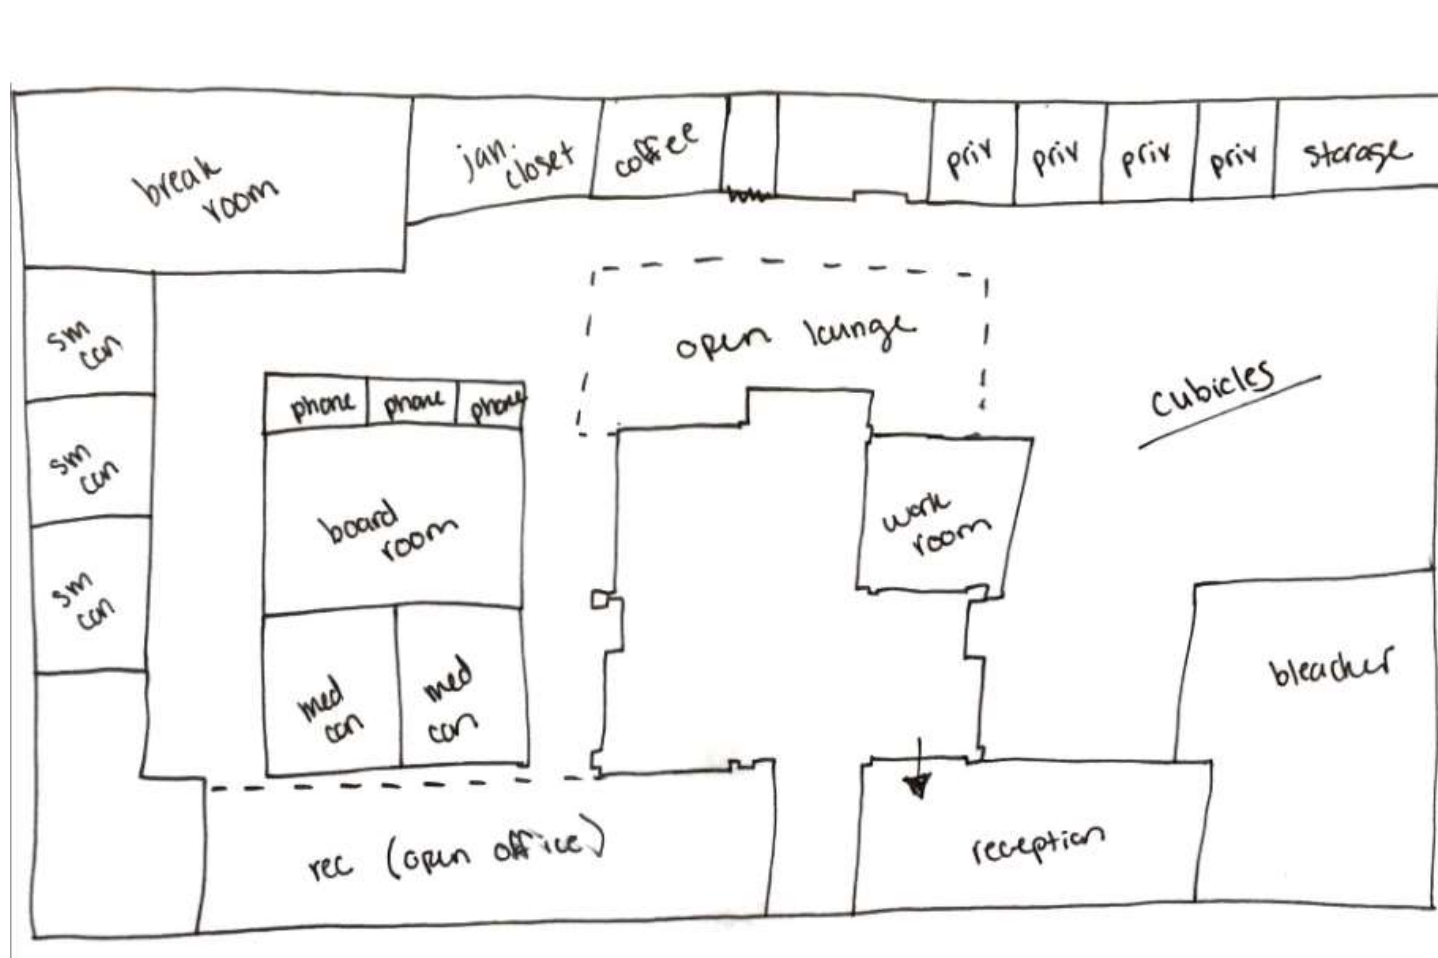 break
room
jan.
closet
coffee
priv
priv
priv
priv
storage
sm
con
open lounge
cubicles
phone
phone
phone
sm
con
board
room
work
room
sm
con
med
con
med
con
bleacher
rec (open office)
reception